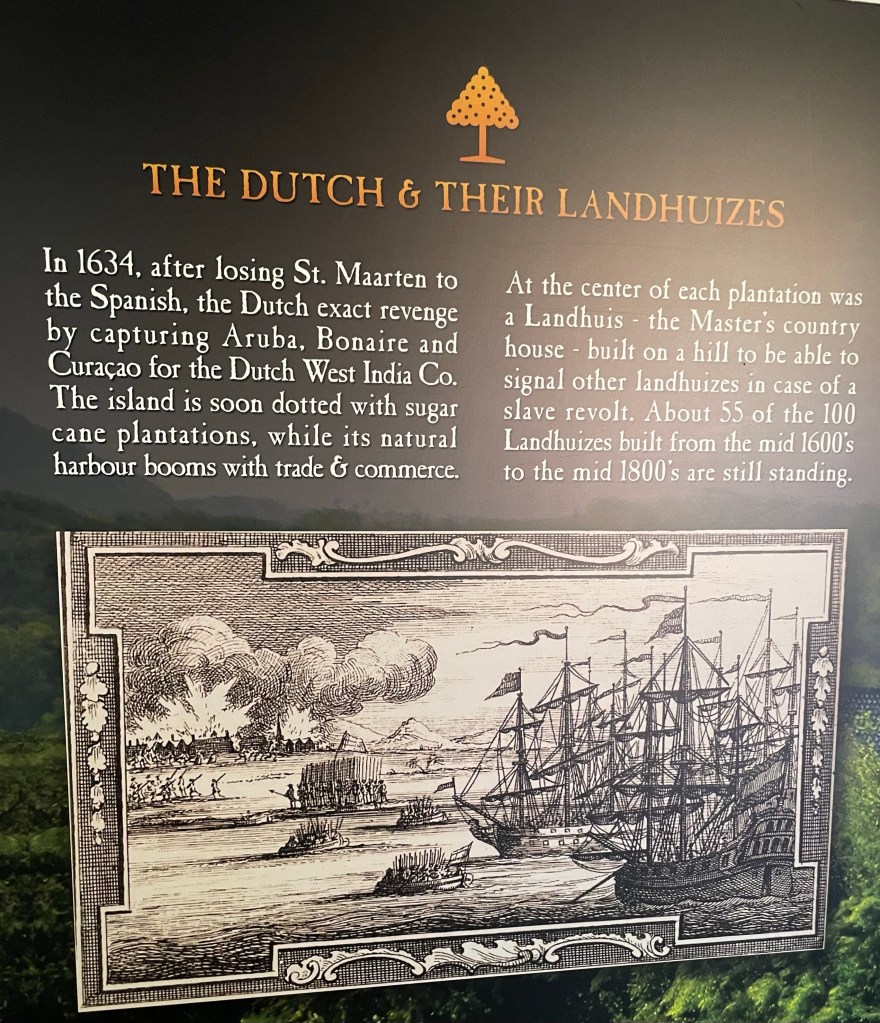 THE DUTCH & THEIR LANDHUIZES
In 1634, after losing St. Maarten to
the Spanish, the Dutch exact revenge
by capturing Aruba, Bonaire and
Curaçao for the Dutch West India Co.
The island is soon dotted with sugar
cane plantations, while its natural
harbour booms with trade & commerce.
At the center of each plantation was
a Landhuis - the Master's country
house - built on a hill to be able to
signal other landhuizes in case of a
slave revolt. About 55 of the 100
Landhuizes built from the mid 1600's
to the mid 1800's are still standing.